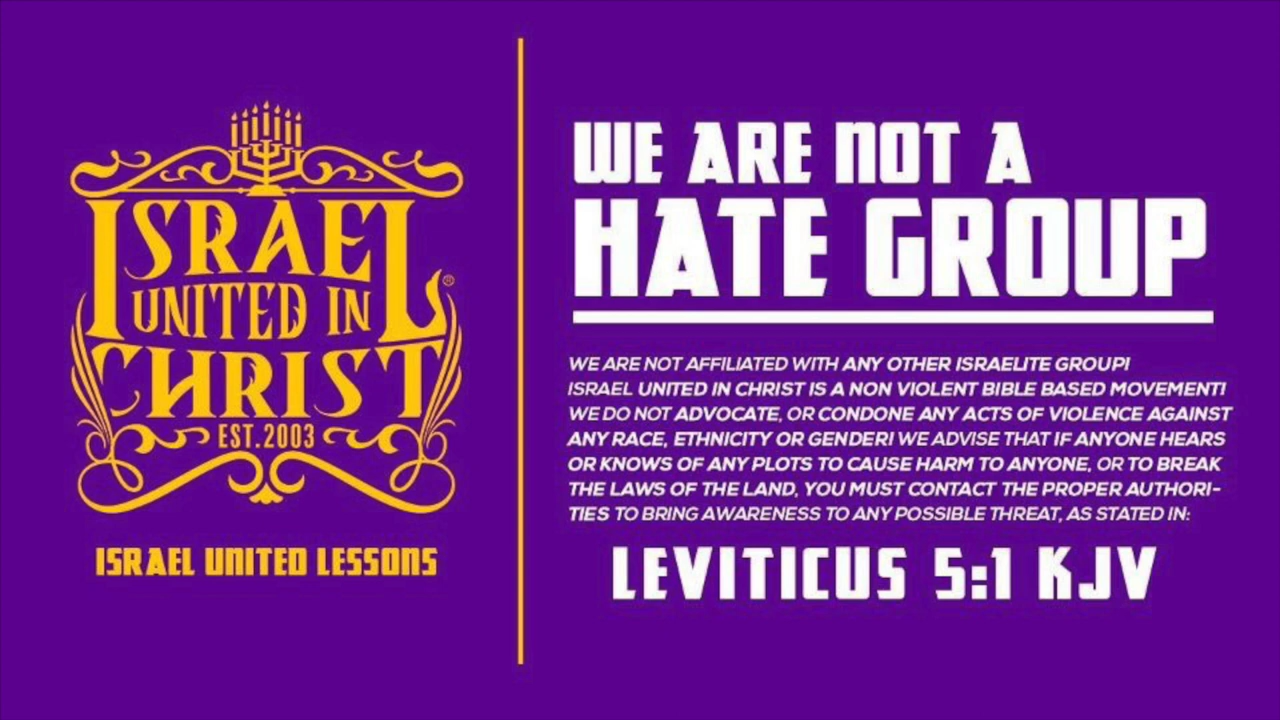 ISRAEL
UNITED IN
CHRIST
EST.2003
ISRAEL UNITED LESSONS
WE ARE NOT A
HATE GROUP
WE ARE NOT AFFILIATED WITH ANY OTHER ISRAELITE GROUP!
ISRAEL UNITED IN CHRIST IS A NON VIOLENT BIBLE BASED MOVEMENT!
WE DO NOT ADVOCATE, OR CONDONE ANY ACTS OF VIOLENCE AGAINST
ANY RACE, ETHNICITY OR GENDER! WE ADVISE THAT IF ANYONE HEARS
OR KNOWS OF ANY PLOTS TO CAUSE HARM TO ANYONE, OR TO BREAK
THE LAWS OF THE LAND, YOU MUST CONTACT THE PROPER AUTHORI-
TIES TO BRING AWARENESS TO ANY POSSIBLE THREAT, AS STATED IN:
LEVITICUS 5:1 KJV